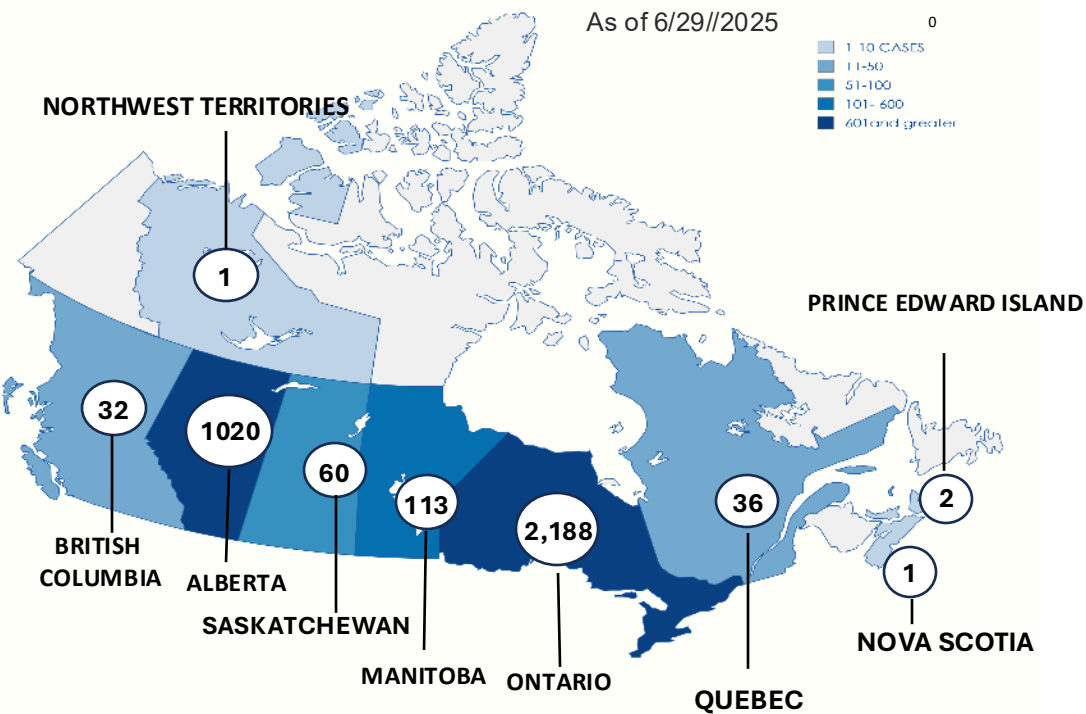 As of 6/29//2025
0
1-10 CASES
11-50
51-100
101- 600
601and greater
NORTHWEST TERRITORIES
1
PRINCE EDWARD ISLAND
32
1020
60
113
2,188
36
2
1
BRITISH
COLUMBIA
ALBERTA
SASKATCHEWAN
MANITOBA
ONTARIO
QUEBEC
NOVA SCOTIA